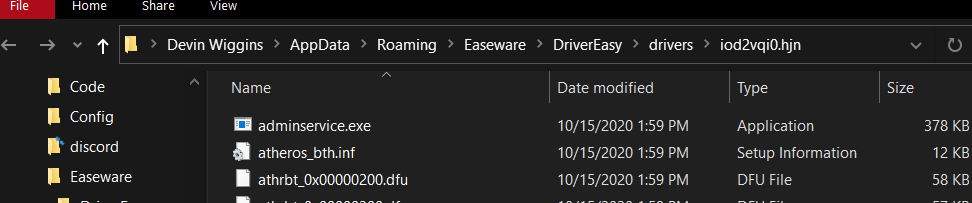 File Home Share View
Devin Wiggins > AppData > Roaming > Easeware > DriverEasy > drivers > iod2vqi0.hjn
Code
Config
discord
Easeware
Name Date modified Type Size
adminservice.exe 10/15/2020 1:59 PM Application 378 KB
atheros_bth.inf 10/15/2020 1:59 PM Setup Information 12 KB
athrbt_0x00000200.dfu 10/15/2020 1:59 PM DFU File 58 KB